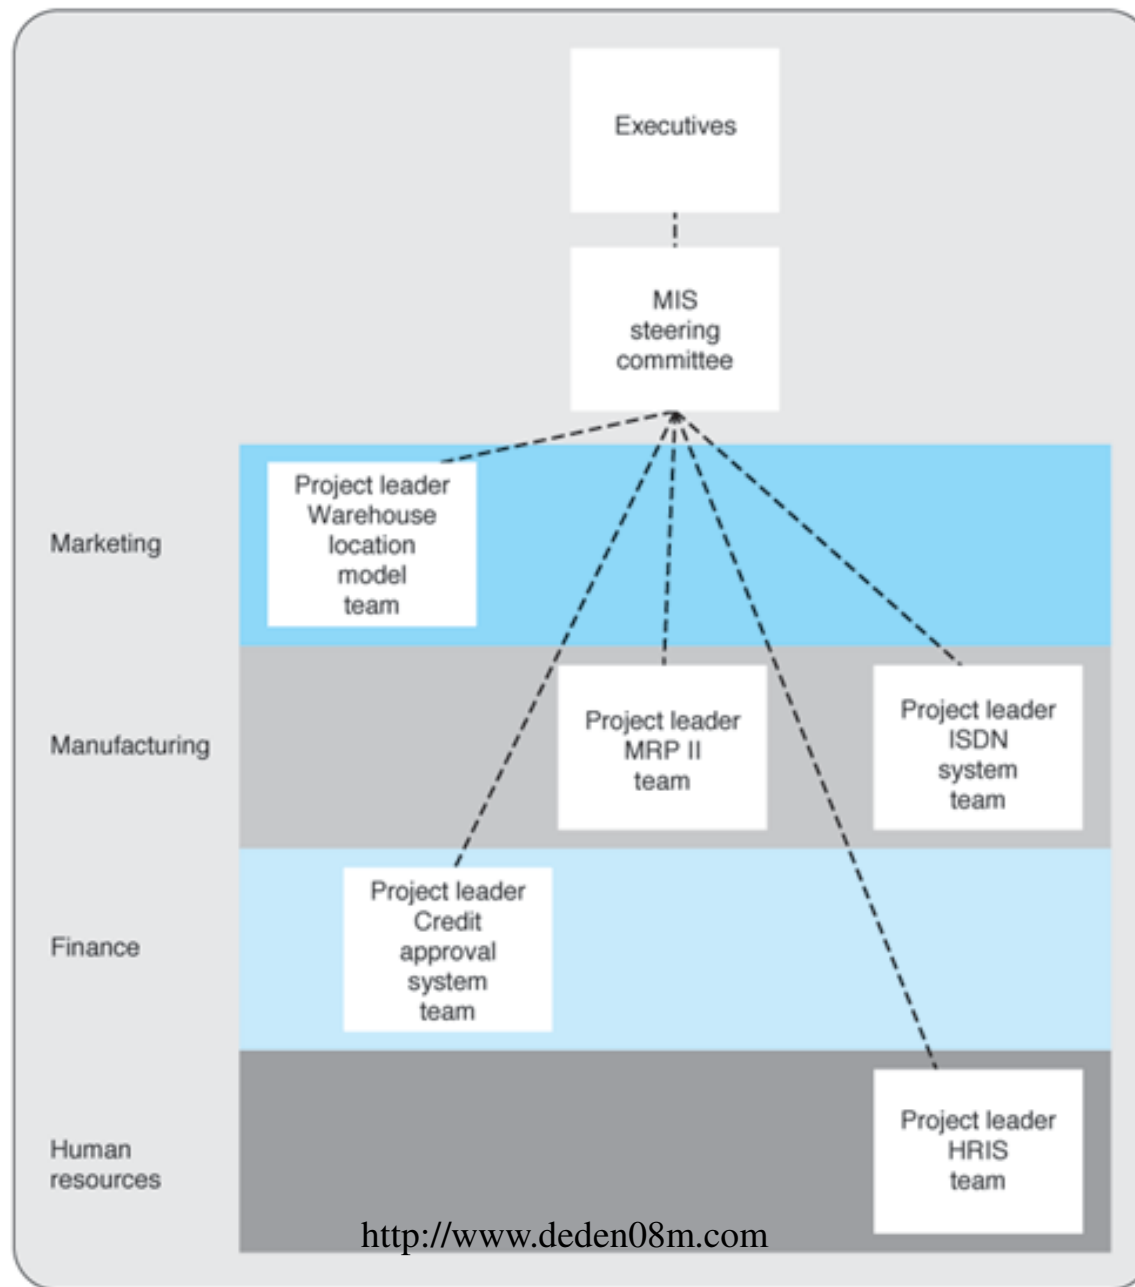 Executives
MIS
steering
committee
Marketing
Project leader
Warehouse
location
model
team
Manufacturing
Project leader
MRP II
team
Project leader
ISDN
system
team
Finance
Project leader
Credit
approval
system
team
Human
resources
Project leader
HRIS
team
http://www.deden08m.com